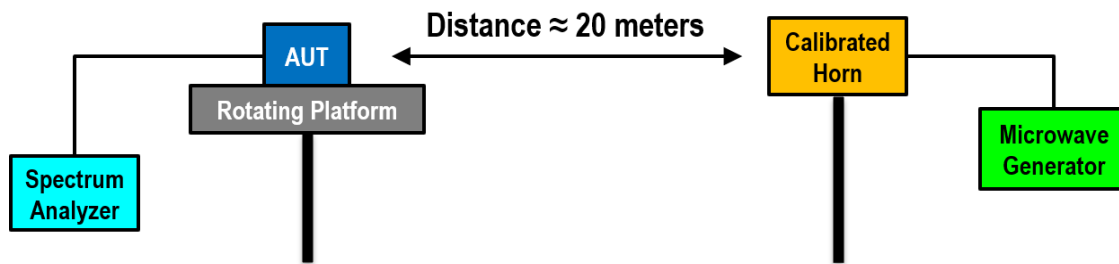 Distance ≈ 20 meters
AUT
Rotating Platform
Spectrum
Analyzer
Calibrated
Horn
Microwave
Generator